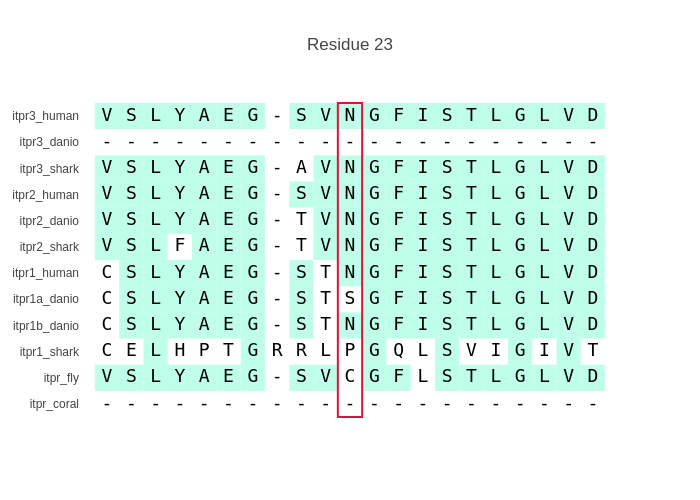 Residue 23
itpr3_human V S L Y A E G - S V N G F I S T L G L V D
itpr3_danio - - - - - - - - - - - - - - - - - - - - -
itpr3_shark V S L Y A E G - A V N G F I S T L G L V D
itpr2_human V S L Y A E G - S V N G F I S T L G L V D
itpr2_danio V S L Y A E G - T V N G F I S T L G L V D
itpr2_shark V S L F A E G - T V N G F I S T L G L V D
itpr1_human C S L Y A E G - S T N G F I S T L G L V D
itpr1a_danio C S L Y A E G - S T S G F I S T L G L V D
itpr1b_danio C S L Y A E G - S T N G F I S T L G L V D
itpr1_shark C E L H P T G R R L P G Q L S V I G I V T
itpr_fly V S L Y A E G - S V C G F L S T L G L V D
itpr_coral - - - - - - - - - - - - - - - - - - - - -